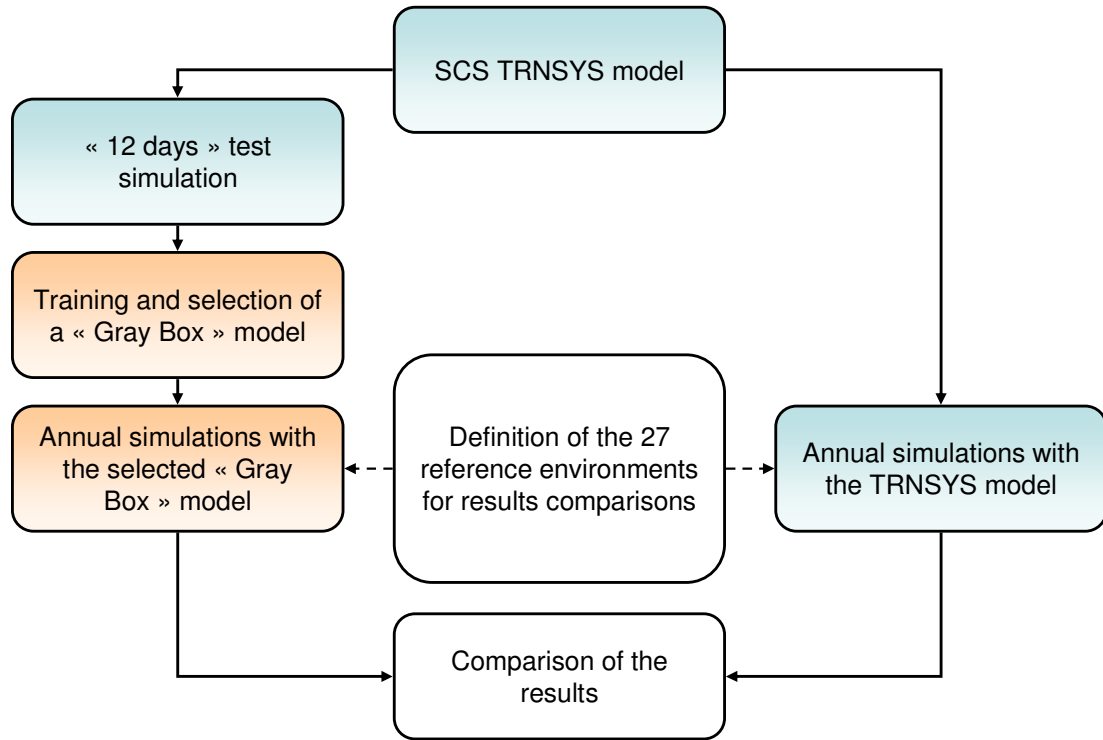 SCS TRNSYS model
« 12 days » test
simulation
Training and selection of
a « Gray Box » model
Annual simulations with
the selected « Gray
Box » model
Definition of the 27
reference environments
for results comparisons
Annual simulations with
the TRNSYS model
Comparison of the
results